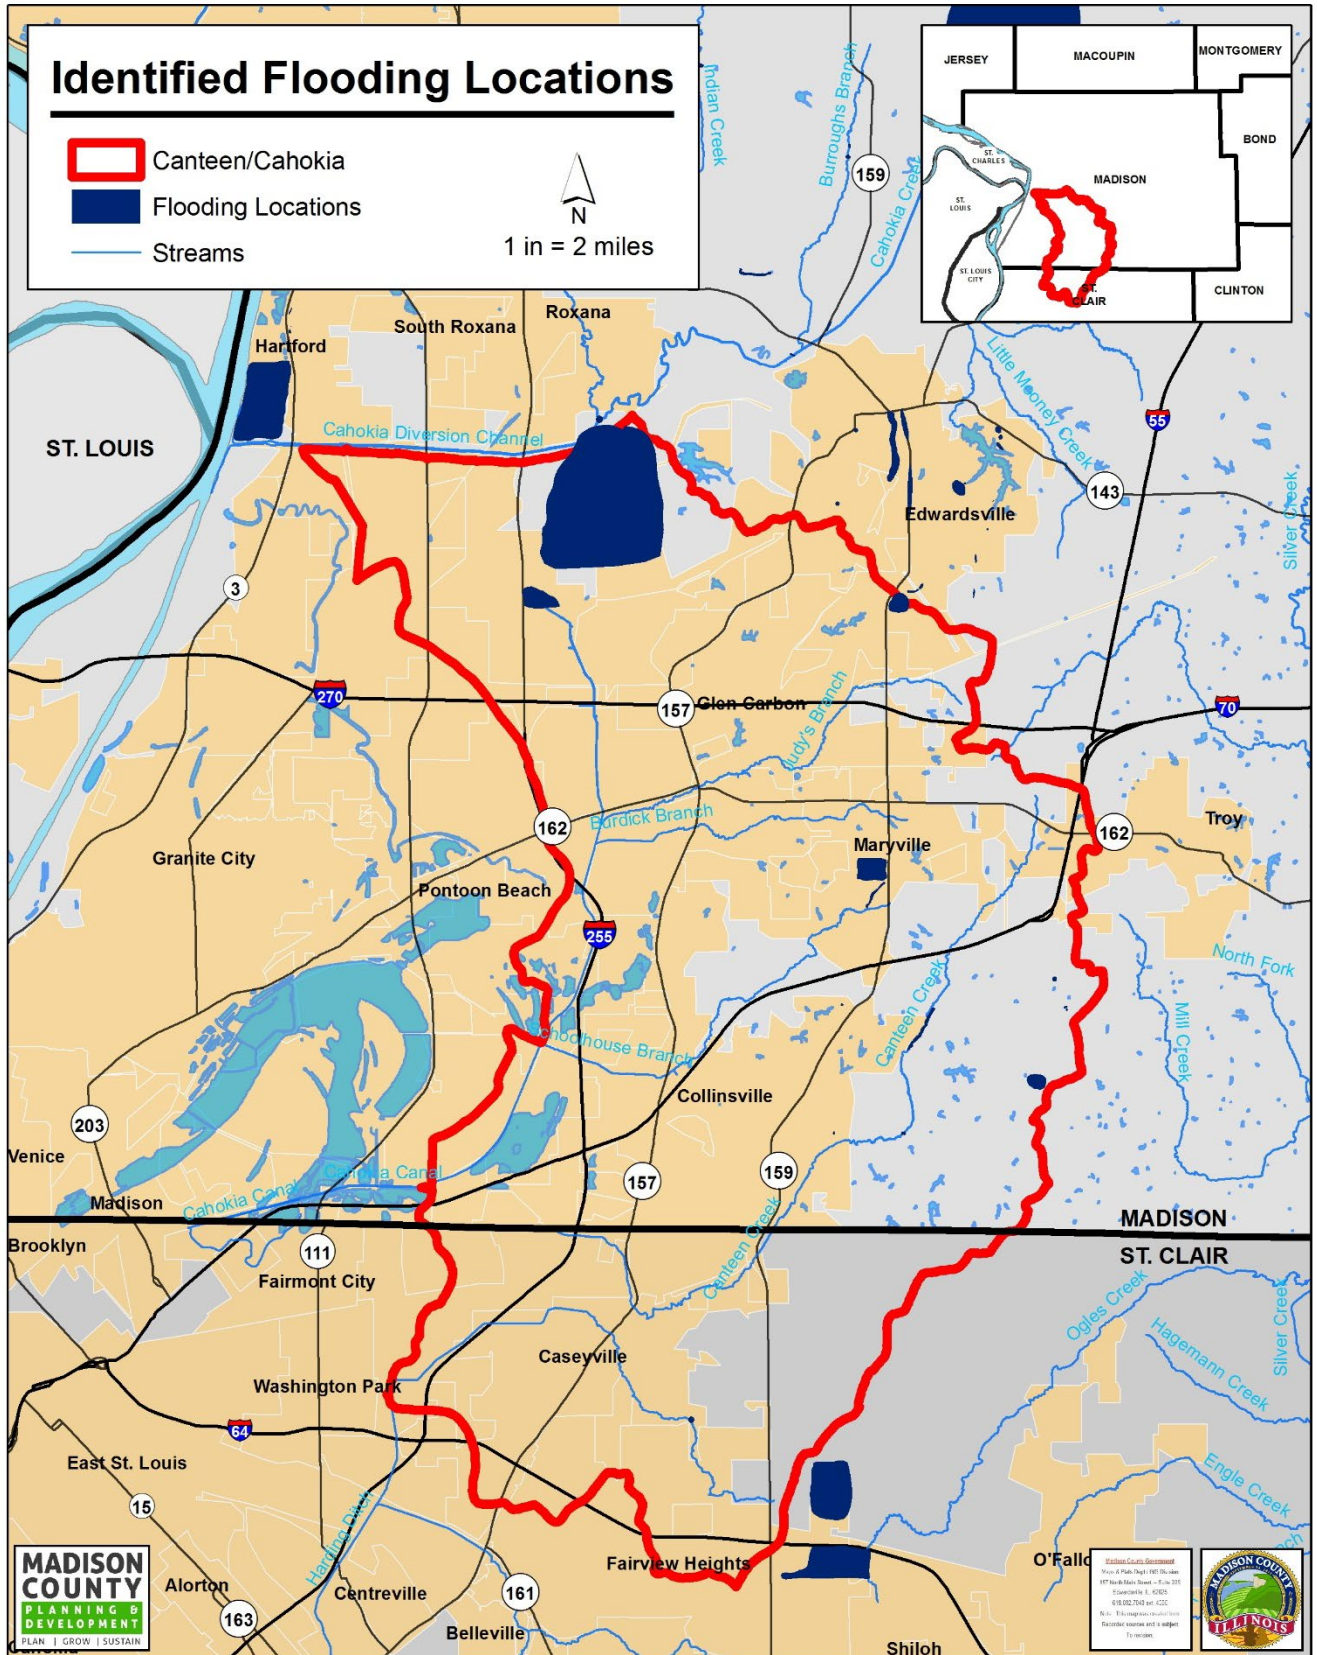 Identified Flooding Locations
Canteen/Cahokia
Flooding Locations
Streams
N
1 in = 2 miles
JERSEY
MACOUPIN
MONTGOMERY
BOND
ST.
CHARLES
MADISON
ST.
LOUIS
ST. LOUIS
CITY
ST.
CLAIR
CLINTON
Indian Creek
Burroughs Branch
159
Cahokia Creek
Roxana
South Roxana
Hartford
Little Mooney Creek
55
ST. LOUIS
Cahokia Diversion Channel
143
Edwardsville
Silver Creek
3
270
157
Glen Carbon
70
Judy's Branch
162
Burdick Branch
162
Troy
Granite City
Maryville
Pontoon Beach
255
North Fork
Canteen Creek
Mill Creek
Schoolhouse Branch
Collinsville
203
Venice
157
159
Cahokia Canal
Cahokia Canal
Madison
MADISON
ST. CLAIR
Brooklyn
111
Fairmont City
Canteen Creek
Ogles Creek
Silver Creek
Hagemann Creek
Caseyville
Washington Park
64
East St. Louis
15
Engle Creek
Harding Ditch
Fairview Heights
O'Fallo
Alorton
Centreville
161
163
Belleville
Shiloh
MADISON
COUNTY
PLANNING &
DEVELOPMENT
PLAN | GROW | SUSTAIN
Madison County Government
MADISON COUNTY
ILLINOIS